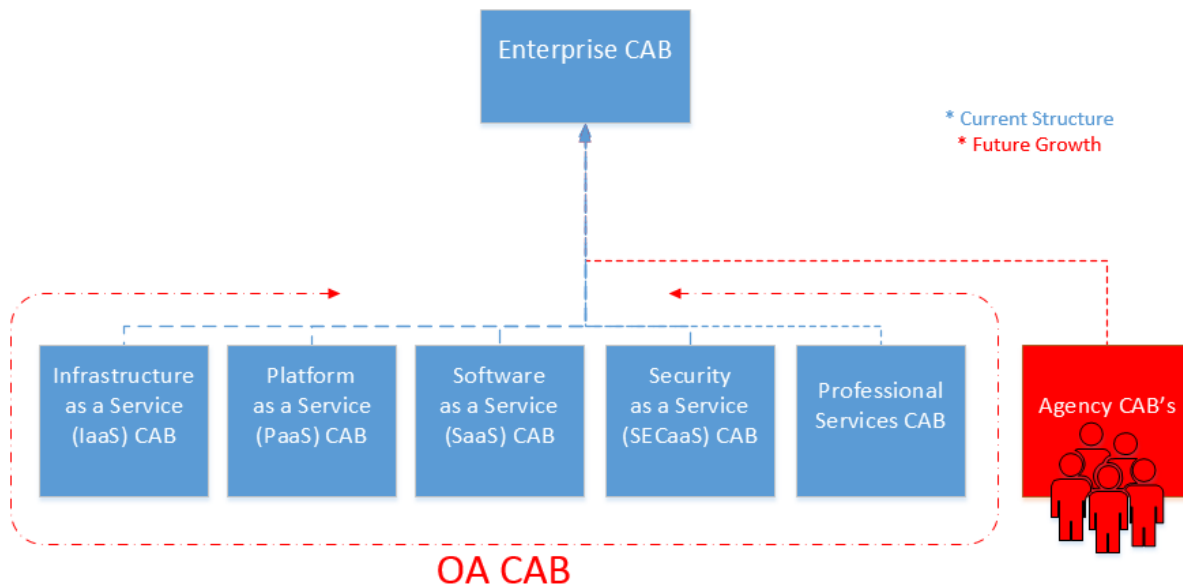 Enterprise CAB
* Current Structure
* Future Growth
Infrastructure
as a Service
(IaaS) CAB
Platform
as a Service
(PaaS) CAB
Software
as a Service
(SaaS) CAB
Security
as a Service
(SECaaS) CAB
Professional
Services CAB
Agency CAB's
OA CAB